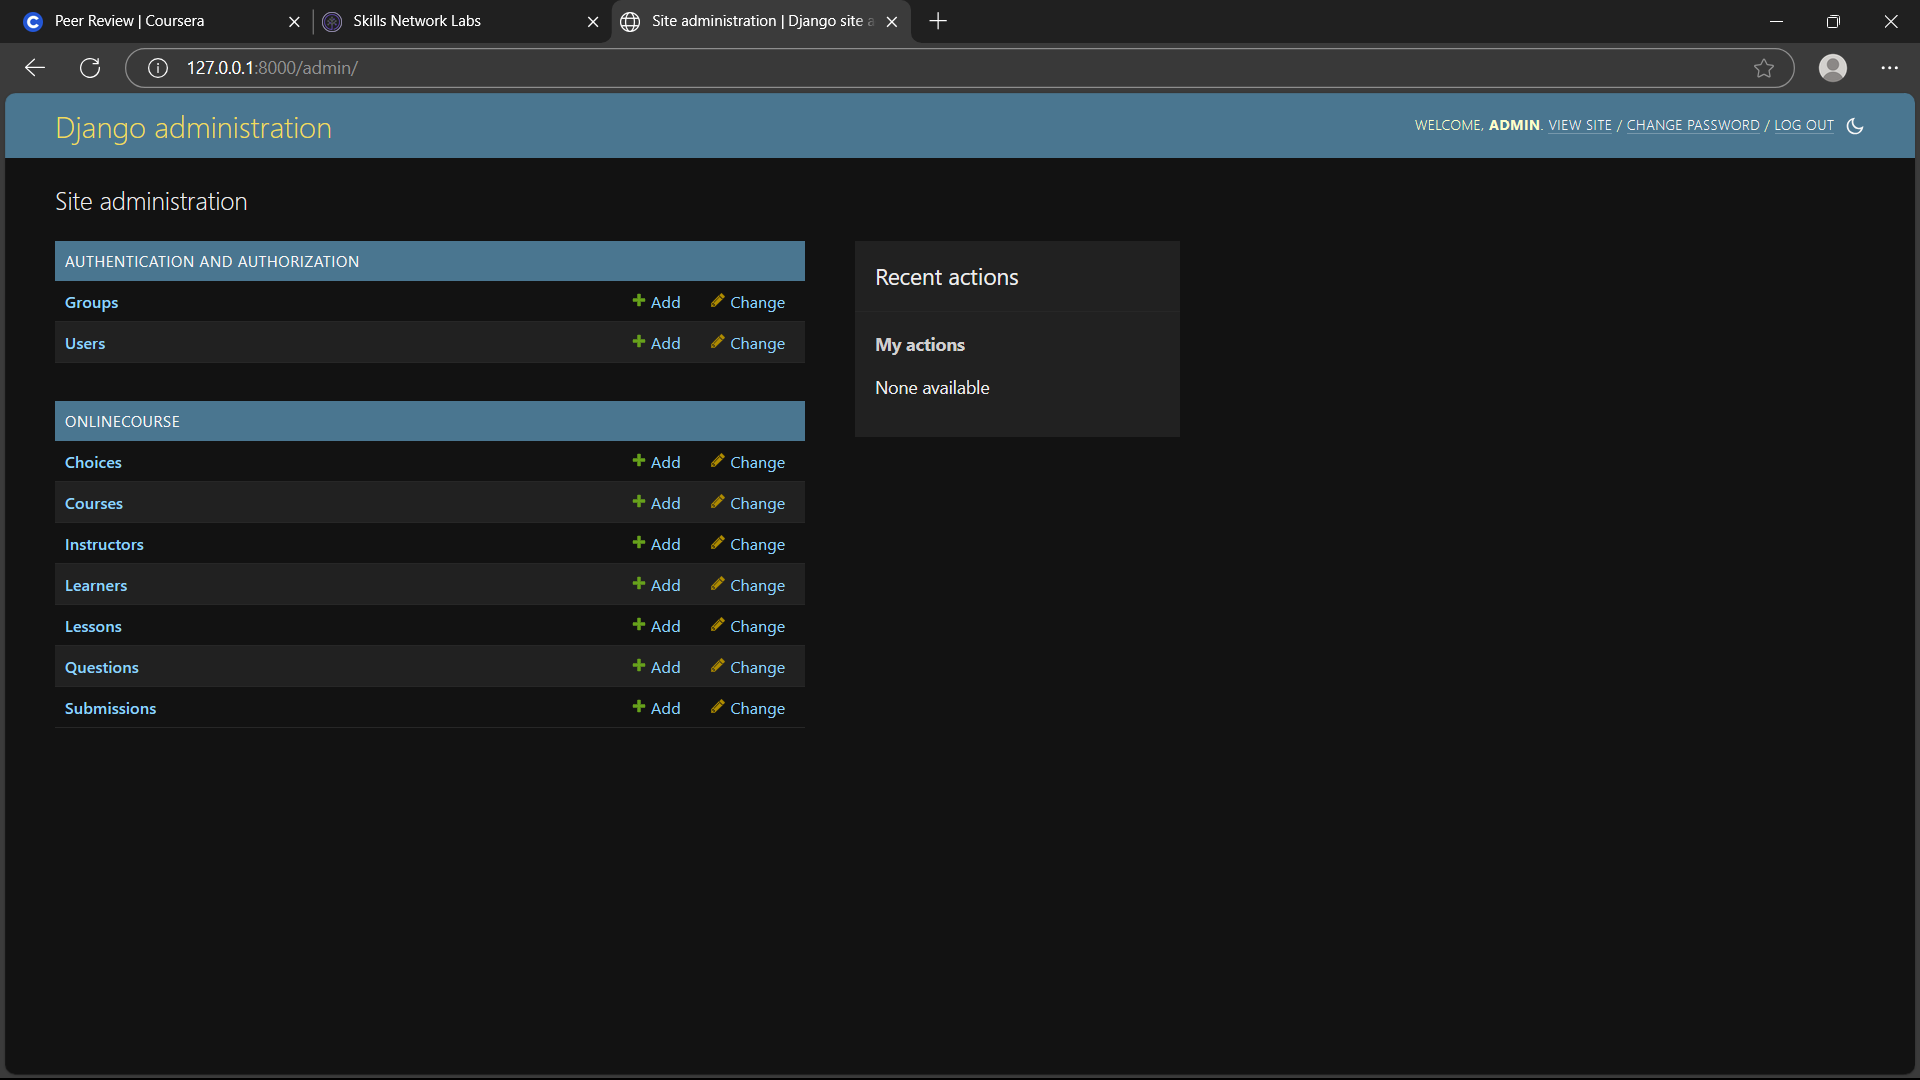 Peer Review | Coursera
Skills Network Labs
Site administration | Django site a
127.0.0.1:8000/admin/
Django administration
WELCOME, ADMIN. VIEW SITE / CHANGE PASSWORD / LOG OUT
Site administration
AUTHENTICATION AND AUTHORIZATION
Groups Add Change
Users Add Change
ONLINECOURSE
Choices Add Change
Courses Add Change
Instructors Add Change
Learners Add Change
Lessons Add Change
Questions Add Change
Submissions Add Change
Recent actions
My actions
None available